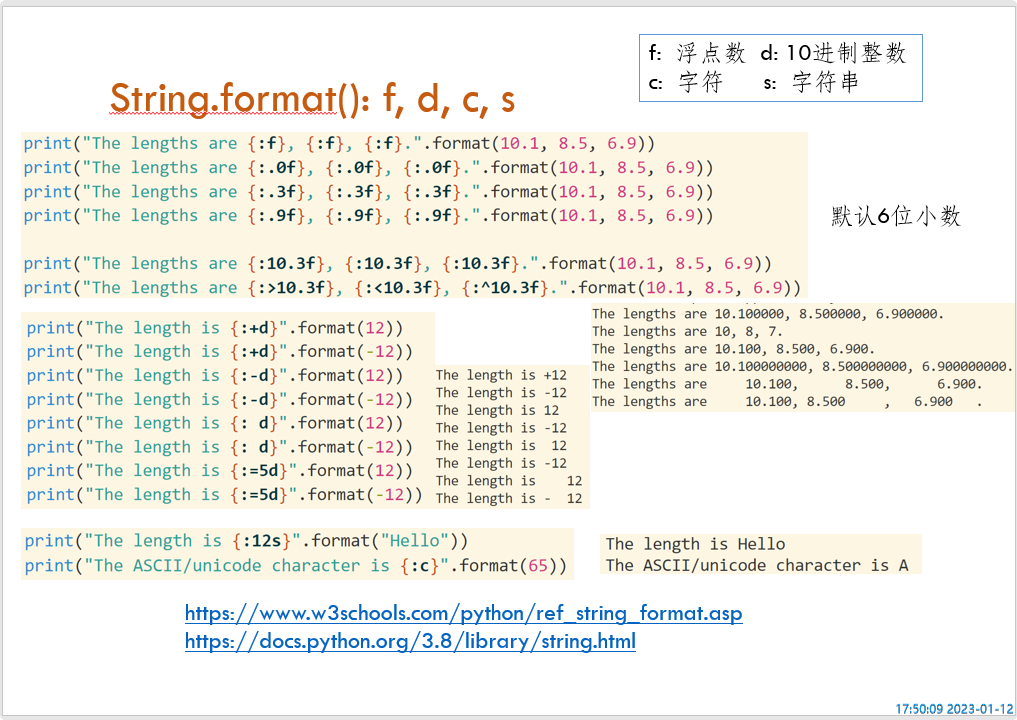 f: 浮点数 d: 10进制整数
c: 字符 s: 字符串
String.format(): f, d, c, s
print("The lengths are {:f}, {:f}, {:f}.".format(10.1, 8.5, 6.9))
print("The lengths are {:.0f}, {:.0f}, {:.0f}.".format(10.1, 8.5, 6.9))
print("The lengths are {:.3f}, {:.3f}, {:.3f}.".format(10.1, 8.5, 6.9))
print("The lengths are {:.9f}, {:.9f}, {:.9f}.".format(10.1, 8.5, 6.9))
默认6位小数
print("The lengths are {:10.3f}, {:10.3f}, {:10.3f}.".format(10.1, 8.5, 6.9))
print("The lengths are {:>10.3f}, {:<10.3f}, {:^10.3f}.".format(10.1, 8.5, 6.9))
The lengths are 10.100000, 8.500000, 6.900000.
The lengths are 10, 8, 7.
The lengths are 10.100, 8.500, 6.900.
The lengths are 10.100000000, 8.500000000, 6.900000000.
The lengths are     10.100,      8.500,      6.900.
The lengths are     10.100, 8.500     ,   6.900   .
print("The length is {:+d}".format(12))
print("The length is {:+d}".format(-12))
print("The length is {:-d}".format(12))
print("The length is {:-d}".format(-12))
print("The length is {: d}".format(12))
print("The length is {: d}".format(-12))
print("The length is {:=5d}".format(12))
print("The length is {:=5d}".format(-12))
The length is +12
The length is -12
The length is 12
The length is -12
The length is  12
The length is -12
The length is    12
The length is -  12
print("The length is {:12s}".format("Hello"))
print("The ASCII/unicode character is {:c}".format(65))
The length is Hello
The ASCII/unicode character is A
https://www.w3schools.com/python/ref_string_format.asp
https://docs.python.org/3.8/library/string.html
17:50:09 2023-01-12